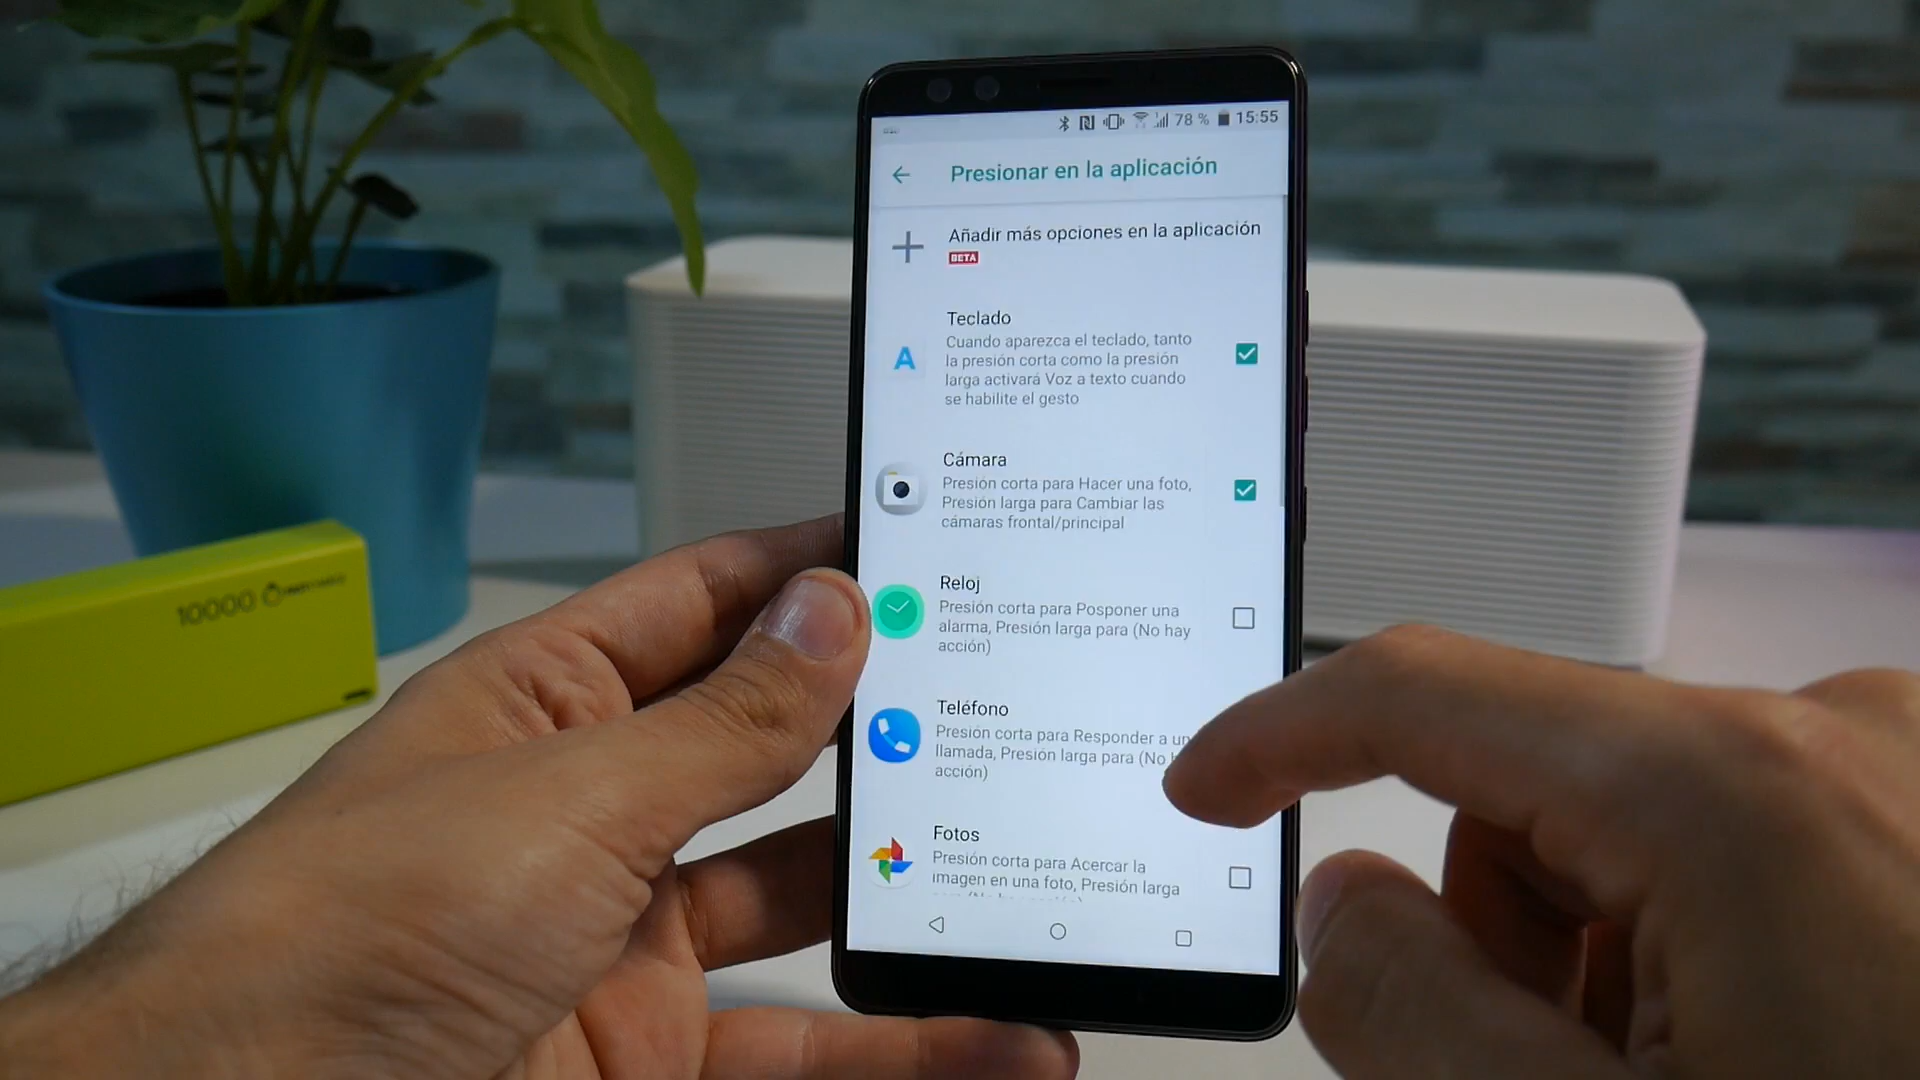 78 % 15:55
Presionar en la aplicación
Añadir más opciones en la aplicación
BETA
Teclado
Cuando aparezca el teclado, tanto
la presión corta como la presión
larga activará Voz a texto cuando
se habilite el gesto
Cámara
Presión corta para Hacer una foto,
Presión larga para Cambiar las
cámaras frontal/principal
Reloj
Presión corta para Posponer una
alarma, Presión larga para (No hay
acción)
Teléfono
Presión corta para Responder a un
llamada, Presión larga para (No
acción)
Fotos
Presión corta para Acercar la
imagen en una foto, Presión larga
10000